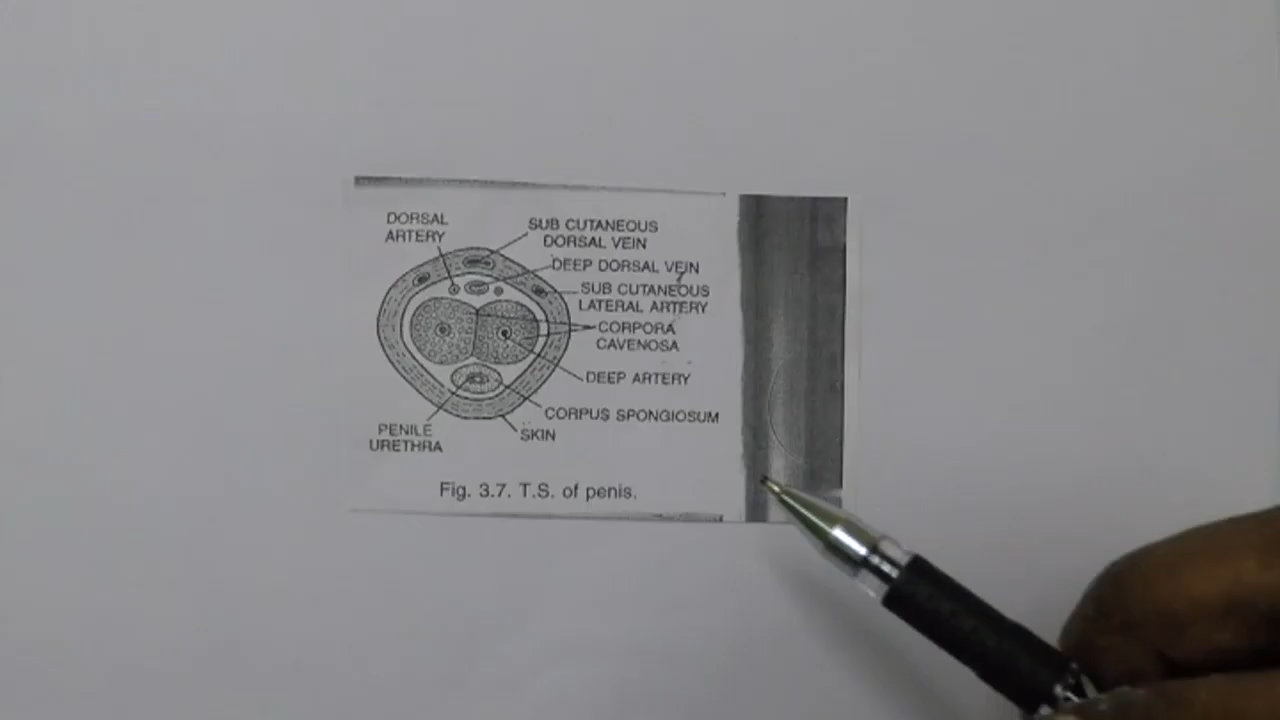 DORSAL
ARTERY
SUB CUTANEOUS
DORSAL VEIN
DEEP DORSAL VEIN
SUB CUTANEOUS
LATERAL ARTERY
CORPORA
CAVENOSA
DEEP ARTERY
CORPUS SPONGIOSUM
SKIN
PENILE
URETHRA
Fig. 3.7. T.S. of penis.